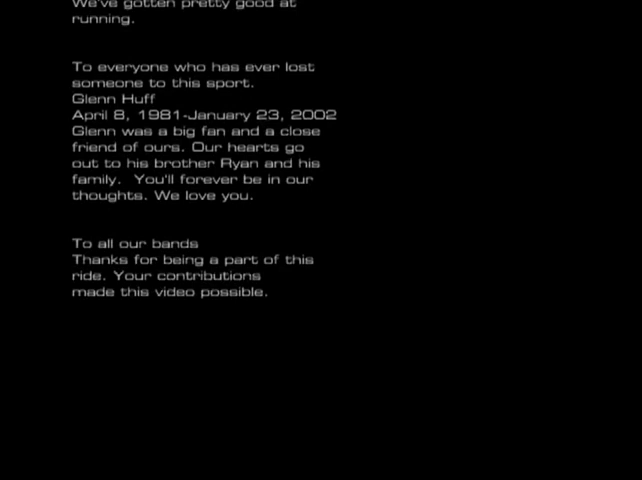 We've gotten pretty good at
running.
To everyone who has ever lost
someone to this sport.
Glenn Huff
April 8, 1981-January 23, 2002
Glenn was a big fan and a close
friend of ours. Our hearts go
out to his brother Ryan and his
family.  You'll forever be in our
thoughts. We love you.
To all our bands
Thanks for being a part of this
ride. Your contributions
made this video possible.